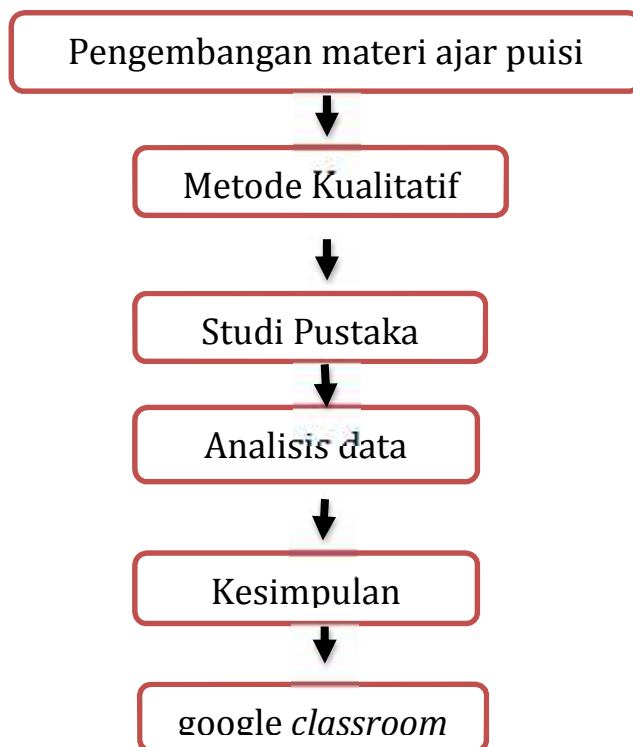 Pengembangan materi ajar puisi
Metode Kualitatif
Studi Pustaka
Analisis data
Kesimpulan
google classroom